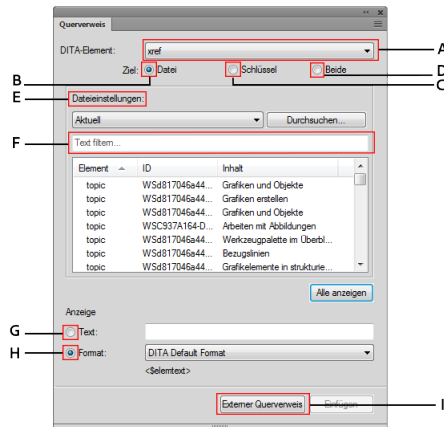 Querverweis
DITA-Element: xref A
B Ziel: Datei Schlüssel Beide D
C
E Dateieinstellungen:
Aktuell Durchsuchen...
F Text filtern...
Element ID Inhalt
topic WSd817046a44... Grafiken und Objekte
topic WSd817046a44... Grafiken erstellen
topic WSd817046a44... Grafiken und Objekte
topic WSC937A164-D... Arbeiten mit Abbildungen
topic WSd817046a44... Werkzeugpalette im Überbl...
topic WSd817046a44... Bezugslinien
topic WSd817046a44... Grafikelemente in strukturie...
Alle anzeigen
Anzeige
G Text:
H Format: DITA Default Format
<$elemtext>
Externer Querverweis Einfügen I